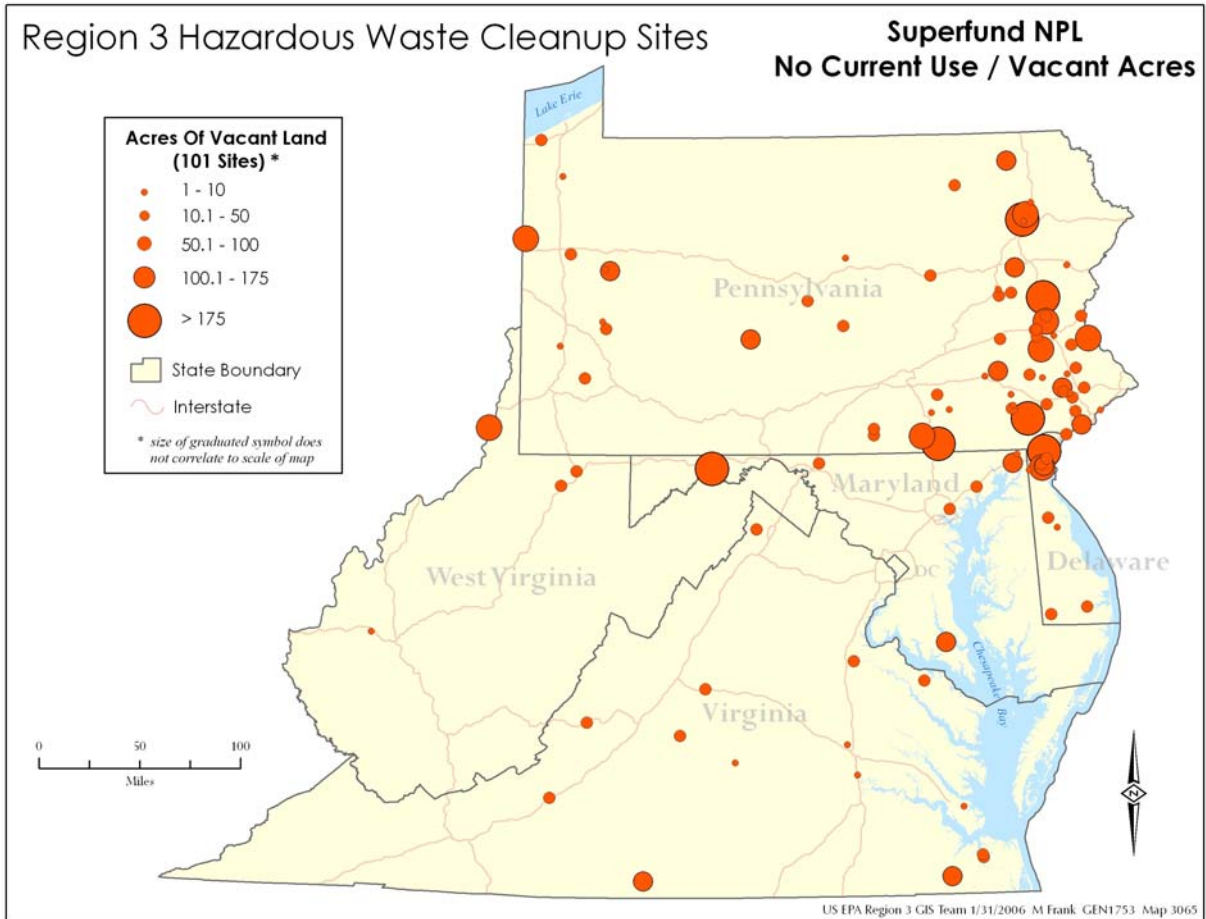 Region 3 Hazardous Waste Cleanup Sites
Superfund NPL
No Current Use / Vacant Acres
Acres Of Vacant Land
(101 Sites) *
1 - 10
10.1 - 50
50.1 - 100
100.1 - 175
> 175
State Boundary
Interstate
* size of graduated symbol does
not correlate to scale of map
Lake Erie
Pennsylvania
Maryland
West Virginia
DC
Delaware
Chesapeake
Bay
Virginia
0 50 100
Miles
N
US EPA Region 3 GIS Team 1/31/2006 M Frank GEN1753 Map 3065